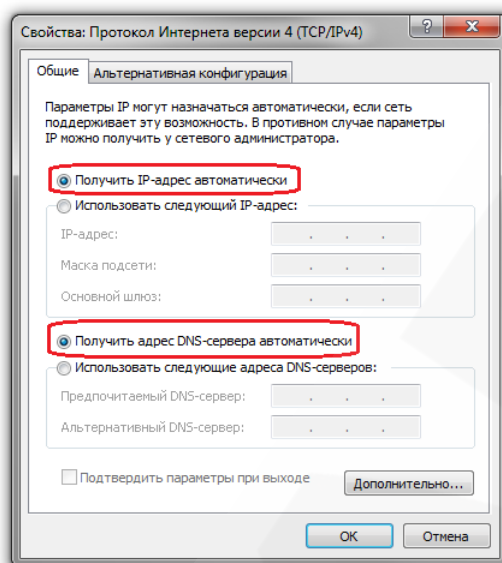 Свойства: Протокол Интернета версии 4 (TCP/IPv4)
Общие
Альтернативная конфигурация
Параметры IP могут назначаться автоматически, если сеть
поддерживает эту возможность. В противном случае параметры
IP можно получить у сетевого администратора.
Получить IP-адрес автоматически
Использовать следующий IP-адрес:
IP-адрес:
Маска подсети:
Основной шлюз:
Получить адрес DNS-сервера автоматически
Использовать следующие адреса DNS-серверов:
Предпочитаемый DNS-сервер:
Альтернативный DNS-сервер:
Подтвердить параметры при выходе
Дополнительно...
ОК
Отмена